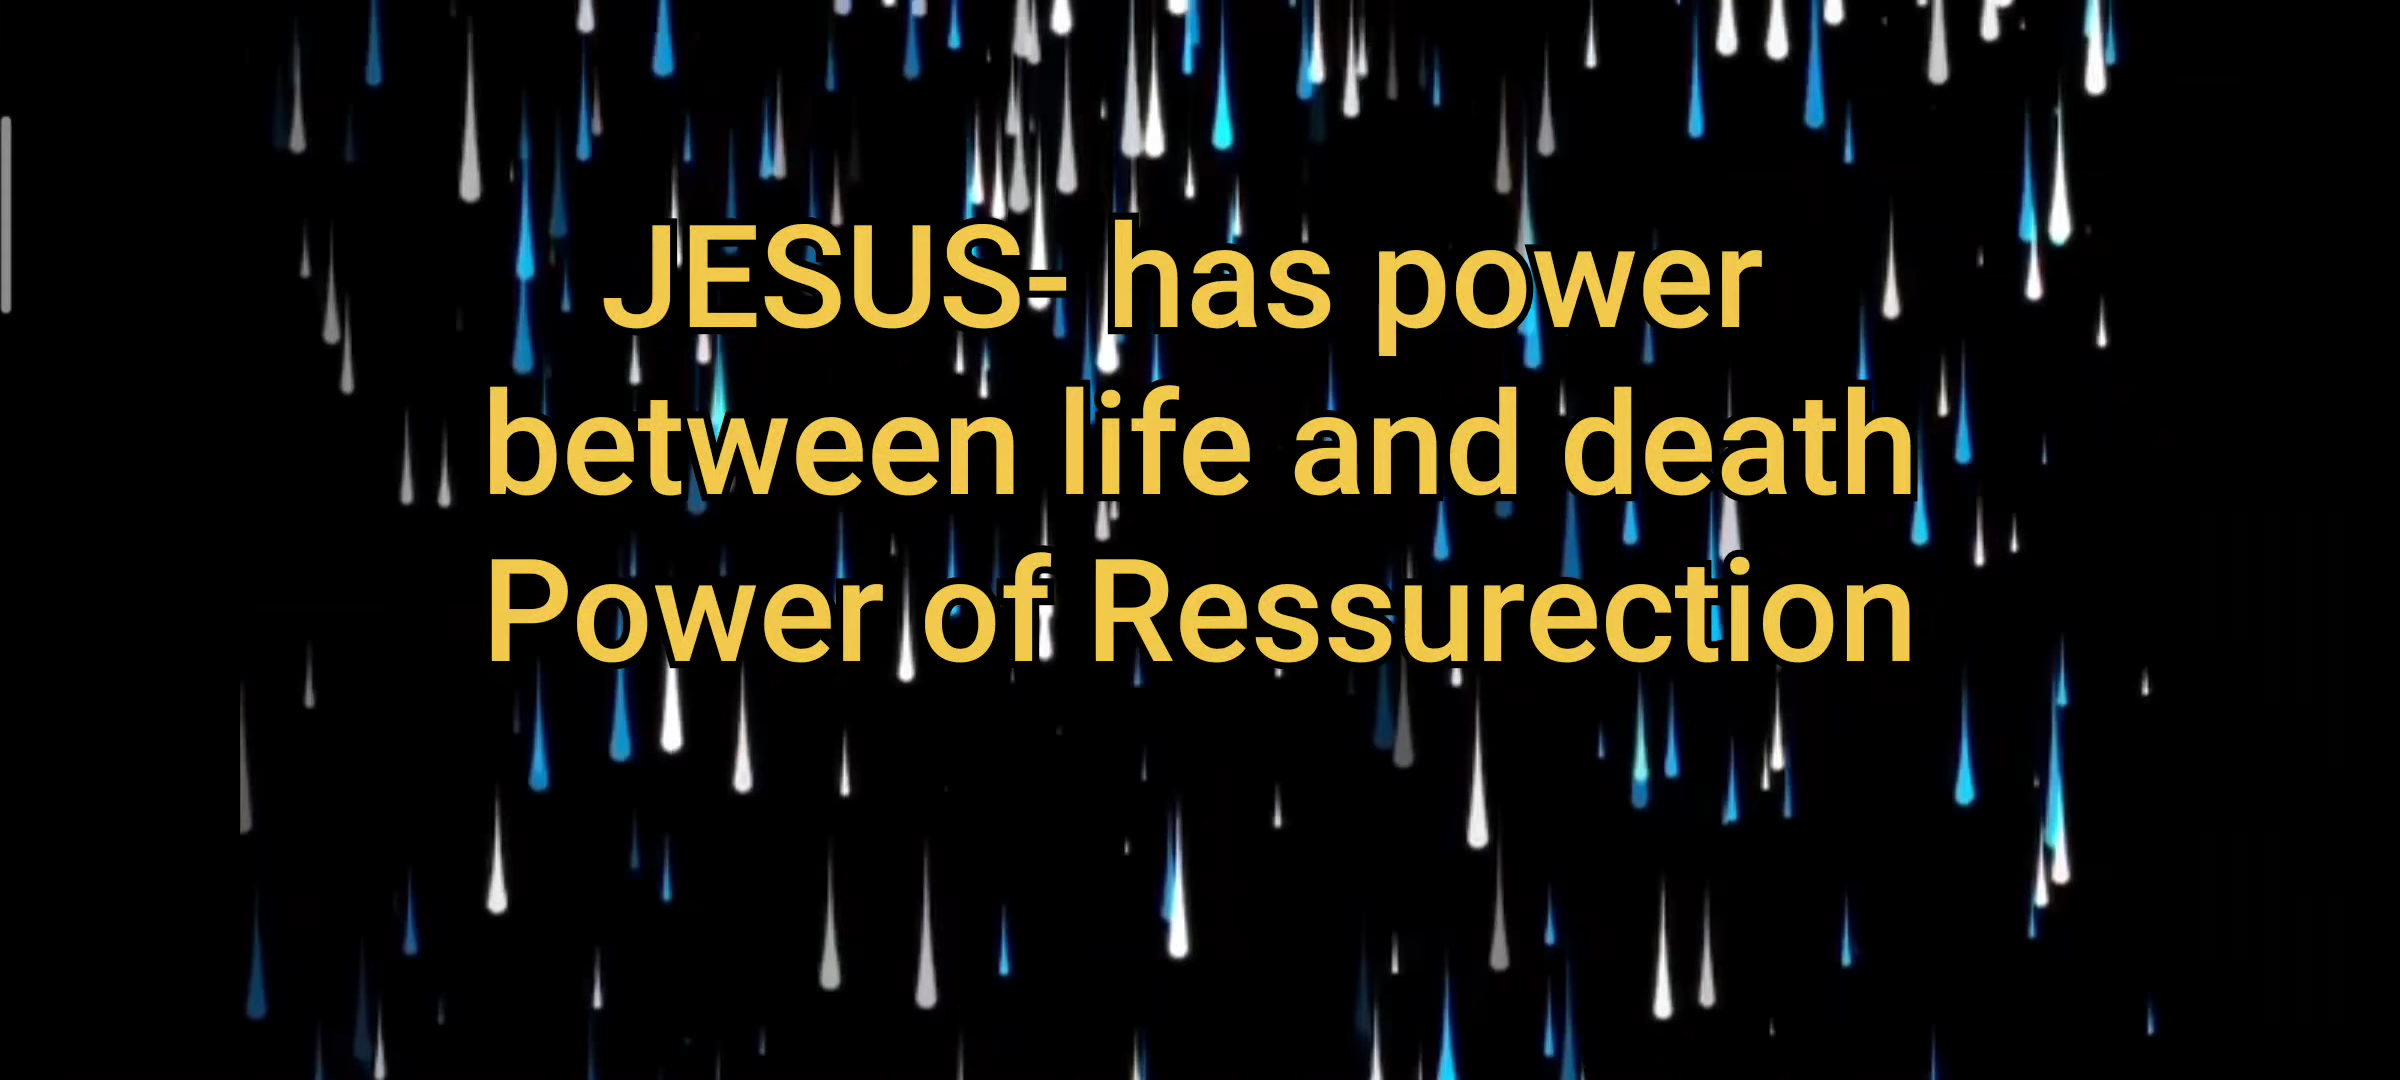 JESUS- has power
between life and death
Power of Ressurection